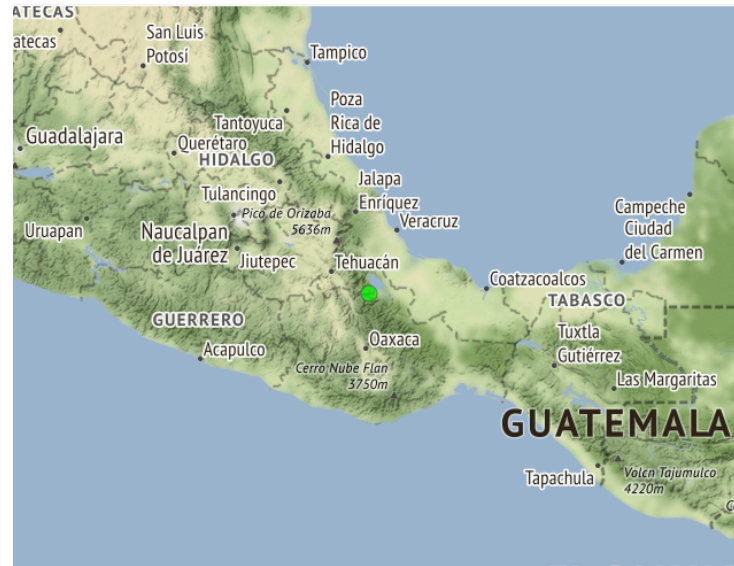 ATECAS
atecas
San Luis
Potosí
Tampico
Poza
Rica de
Hidalgo
Tantoyuca
Guadalajara
Querétaro
HIDALGO
Jalapa
Enríquez
Tulancingo
Pico de Orizaba
5636m
Veracruz
Campeche
Ciudad
del Carmen
Uruapan
Naucalpan
de Juárez
Jiutepec
Tehuacán
Coatzacoalcos
TABASCO
GUERRERO
Acapulco
Oaxaca
Tuxtla
Gutiérrez
Cerro Nube Flan
3750m
Las Margaritas
GUATEMALA
Tapachula
Volcn Tajumulco
4220m